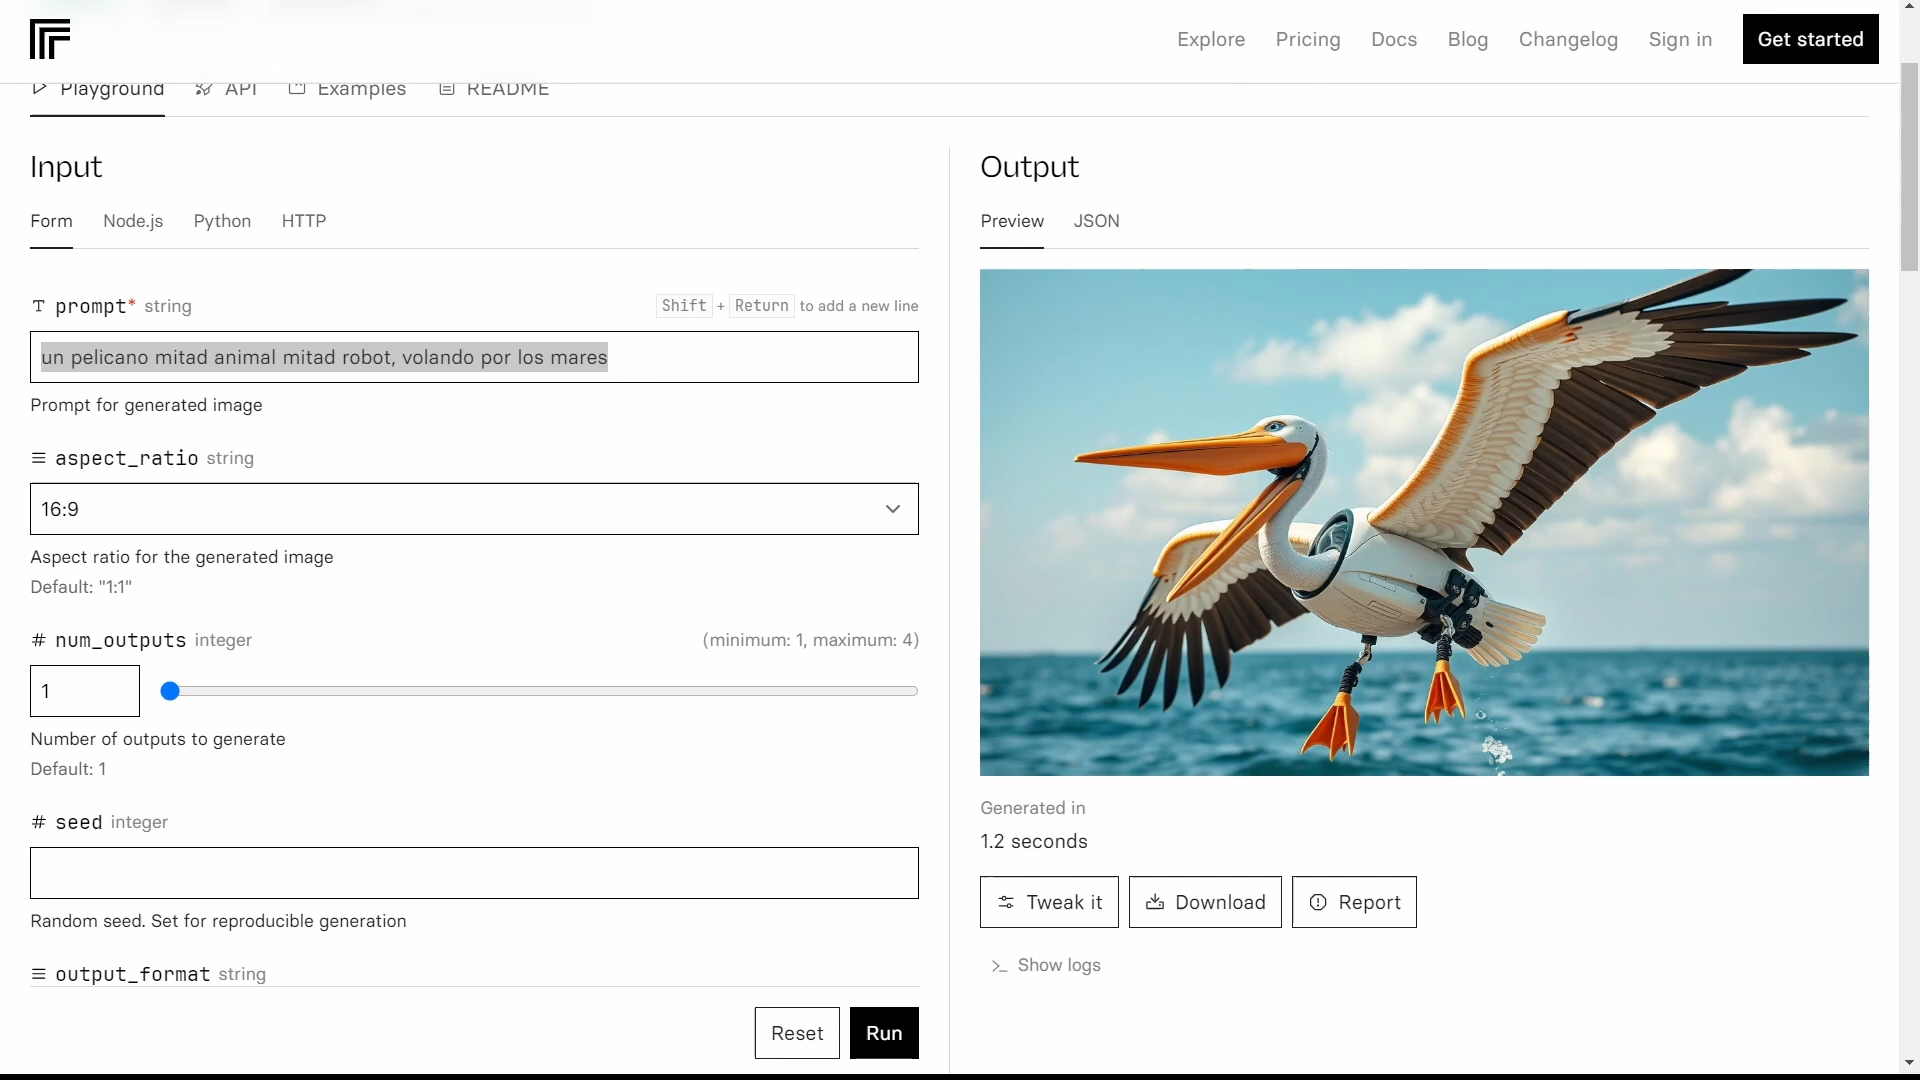 Explore Pricing Docs Blog Changelog Sign in Get started
Playground API Examples README
Input
Form Node.js Python HTTP
prompt* string Shift + Return to add a new line
un pelicano mitad animal mitad robot, volando por los mares
Prompt for generated image
aspect_ratio string
16:9
Aspect ratio for the generated image
Default: "1:1"
# num_outputs integer (minimum: 1, maximum: 4)
1
Number of outputs to generate
Default: 1
# seed integer
Random seed. Set for reproducible generation
output_format string
Reset Run
Output
Preview JSON
Generated in
1.2 seconds
Tweak it Download Report
Show logs